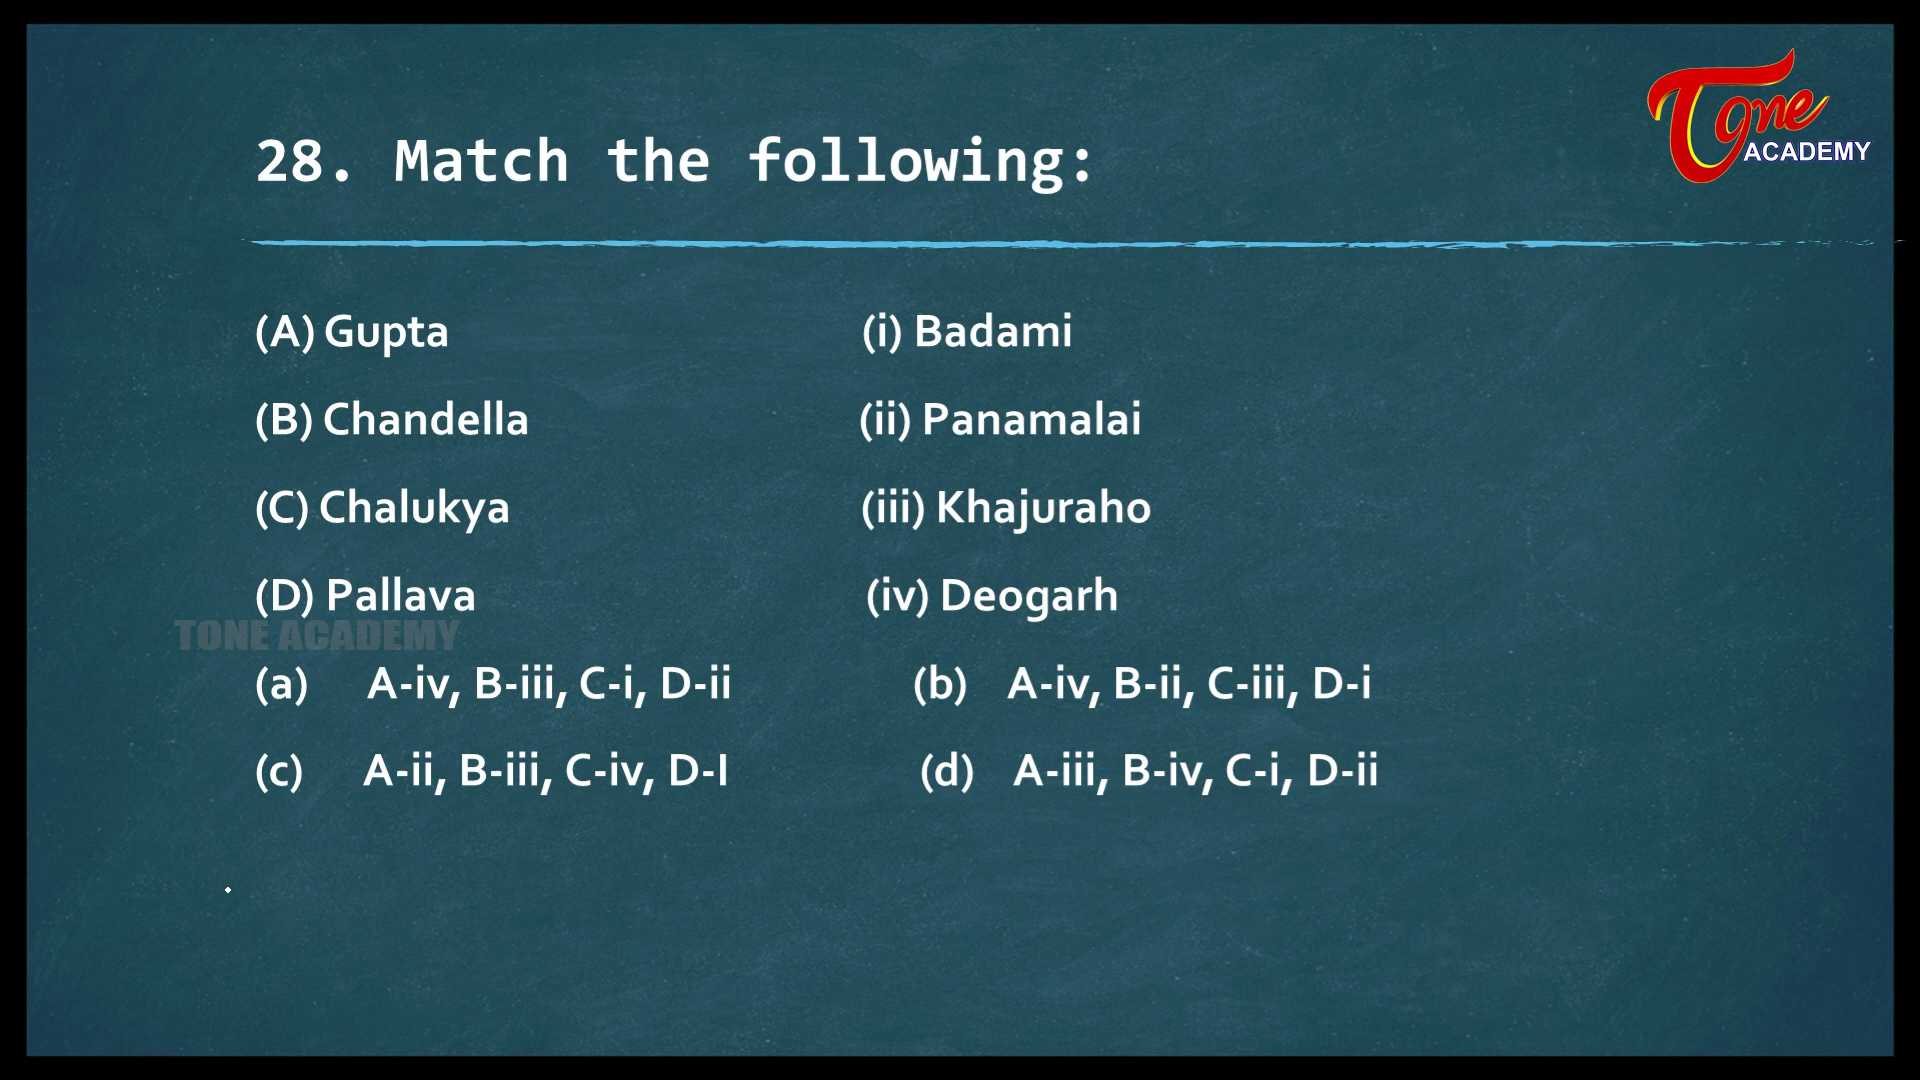 Tone
ACADEMY
28. Match the following:
(A) Gupta (i) Badami
(B) Chandella (ii) Panamalai
(C) Chalukya (iii) Khajuraho
(D) Pallava (iv) Deogarh
TONE ACADEMY
(a) A-iv, B-iii, C-i, D-ii (b) A-iv, B-ii, C-iii, D-i
(c) A-ii, B-iii, C-iv, D-I (d) A-iii, B-iv, C-i, D-ii